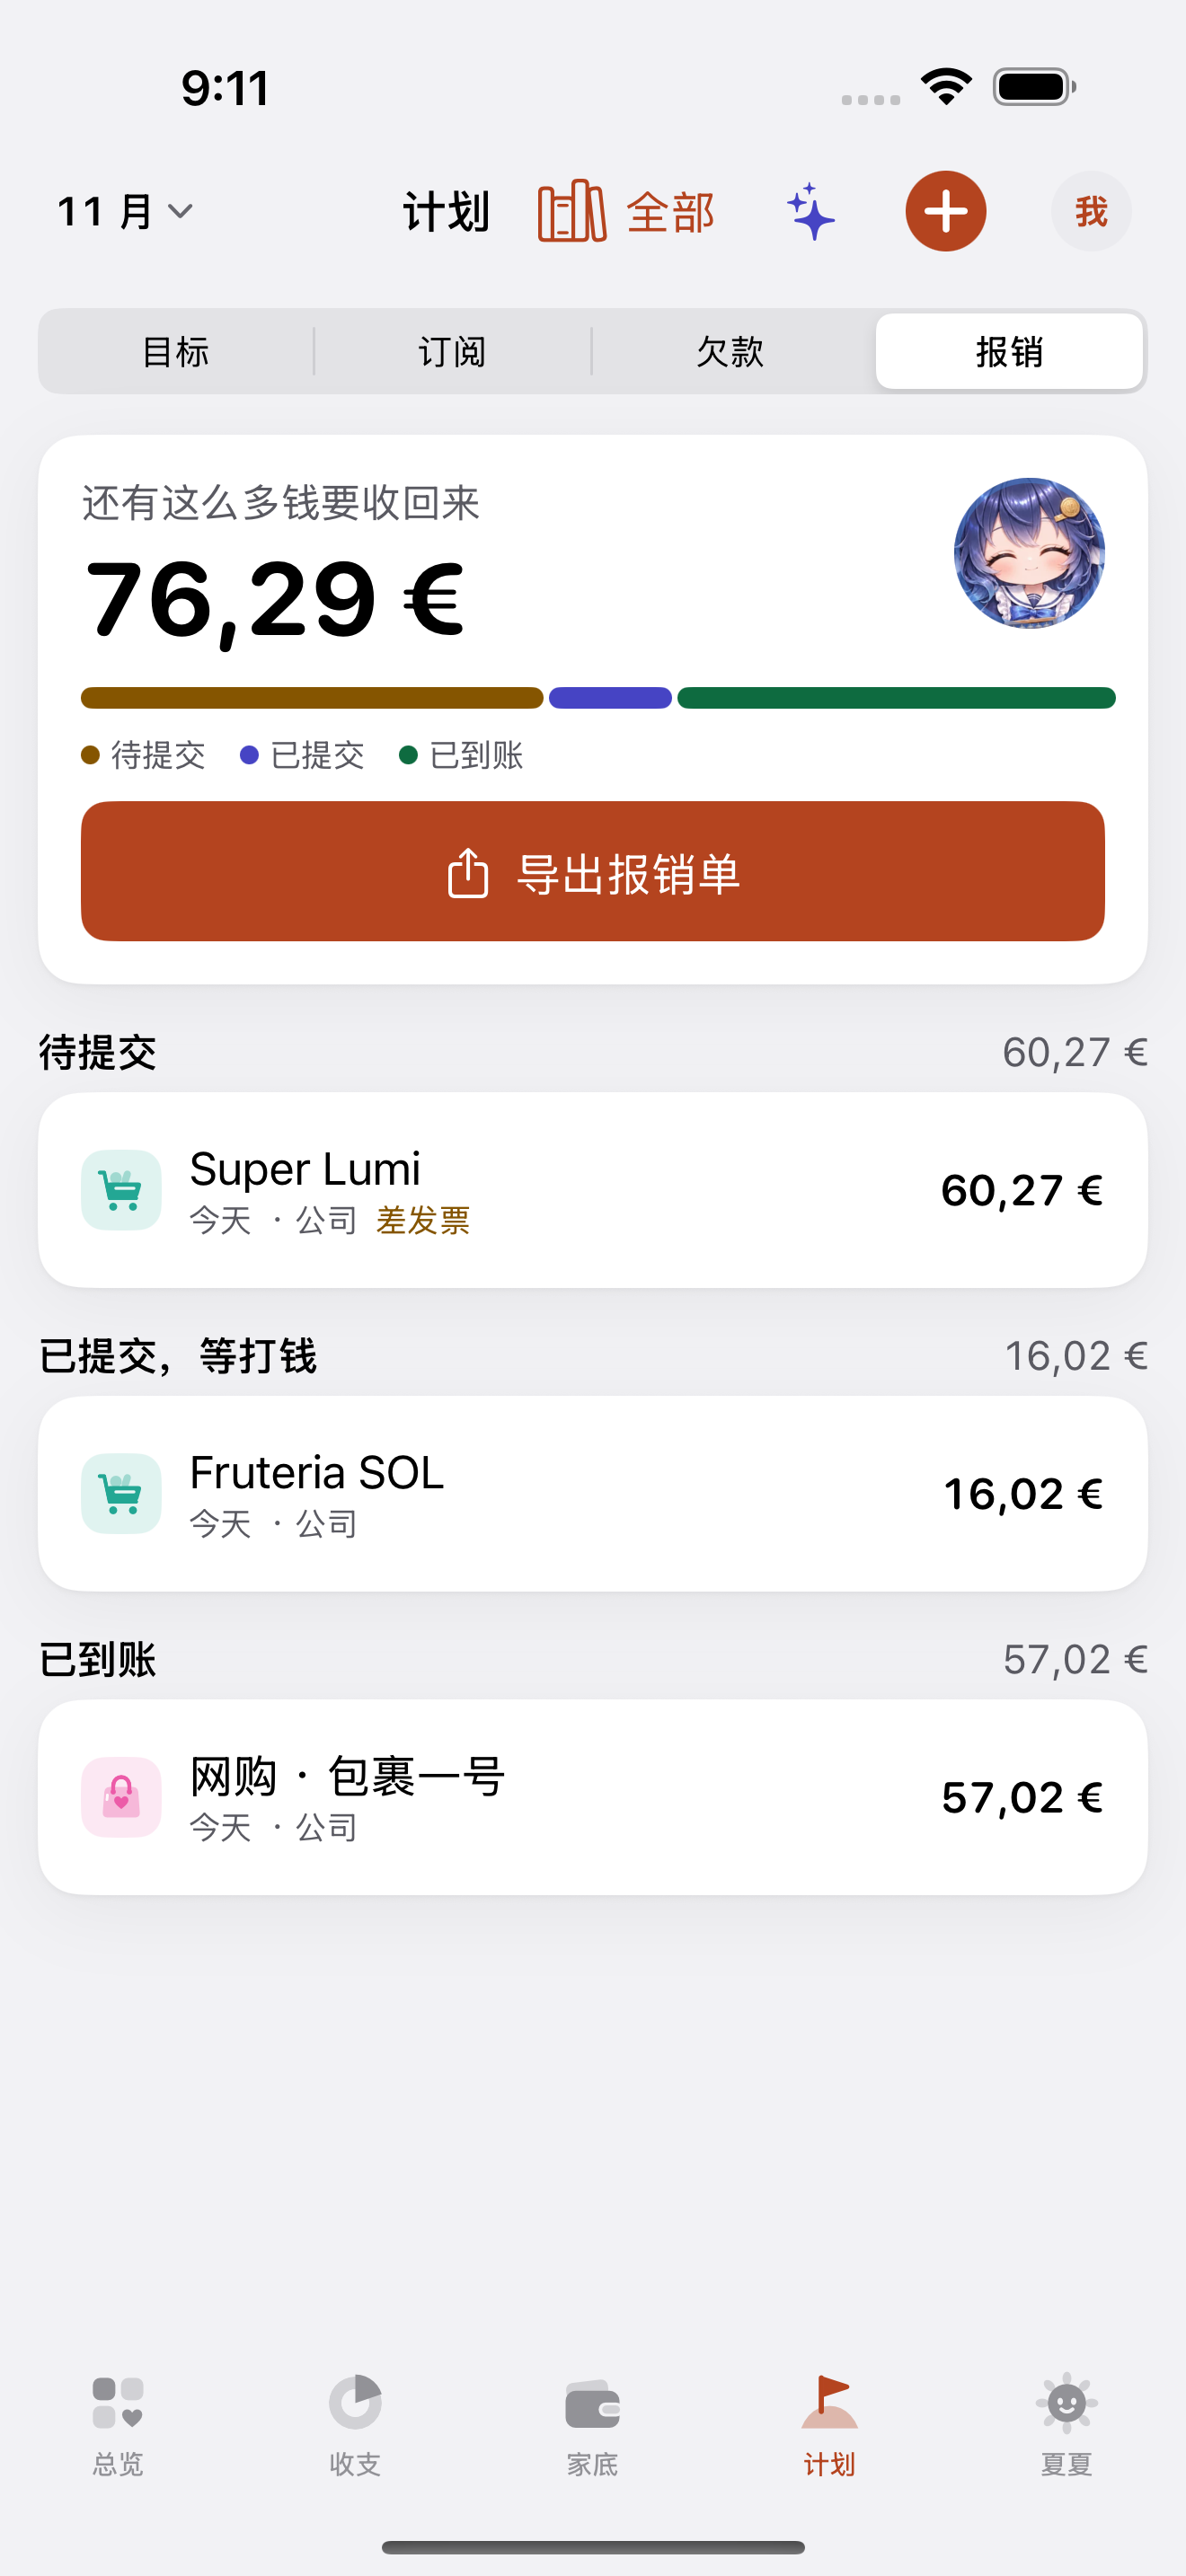 9:11
11 月
计划
全部
我
目标
订阅
欠款
报销
还有这么多钱要收回来
76,29 €
待提交
已提交
已到账
导出报销单
待提交
60,27 €
Super Lumi
今天 · 公司 差发票
60,27 €
已提交，等打钱
16,02 €
Fruteria SOL
今天 · 公司
16,02 €
已到账
57,02 €
网购 · 包裹一号
今天 · 公司
57,02 €
总览
收支
家底
计划
夏夏